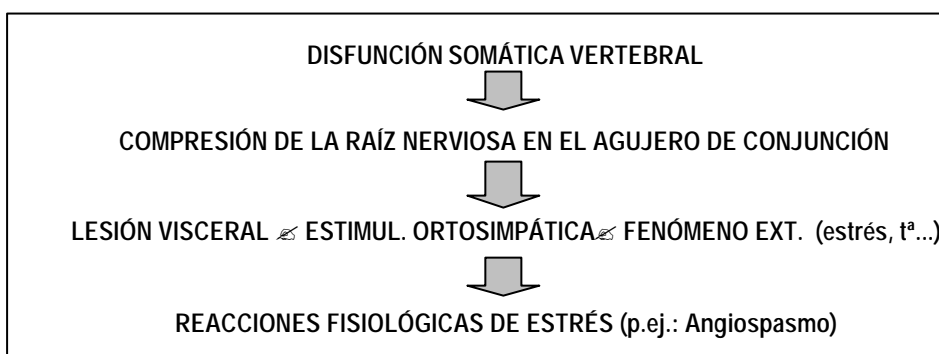 DISFUNCIÓN SOMÁTICA VERTEBRAL
COMPRESIÓN DE LA RAÍZ NERVIOSA EN EL AGUJERO DE CONJUNCIÓN
LESIÓN VISCERAL ✍ ESTIMUL. ORTOSIMPÁTICA✍ FENÓMENO EXT. (estrés, tª...)
REACCIONES FISIOLÓGICAS DE ESTRÉS (p.ej.: Angiospasmo)